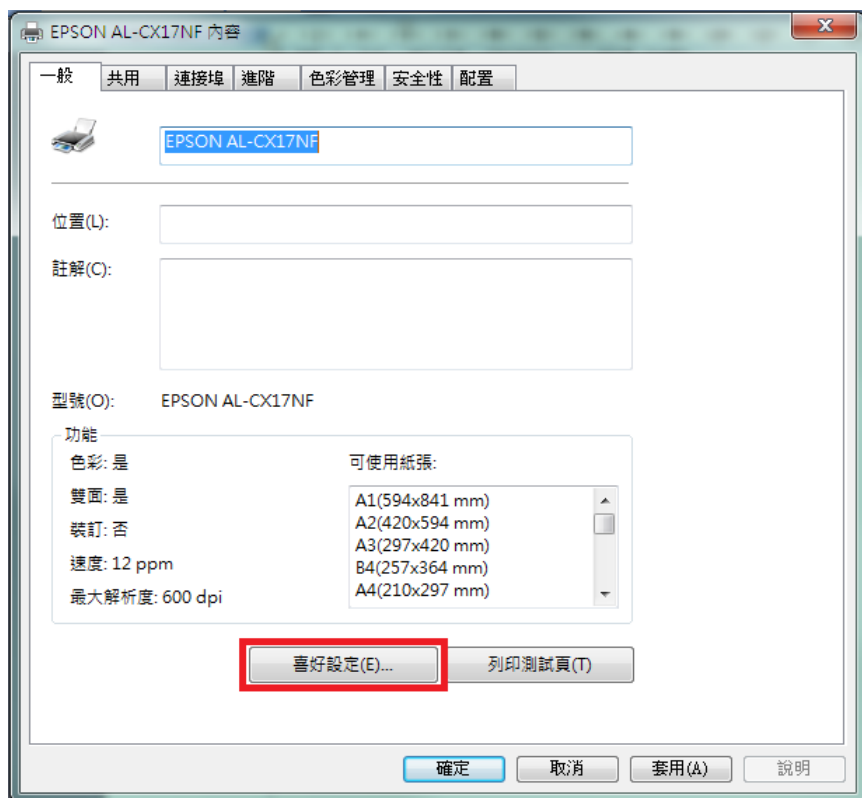 EPSON AL-CX17NF 內容
一般 共用 連接埠 進階 色彩管理 安全性 配置
EPSON AL-CX17NF
位置(L):
註解(C):
型號(O): EPSON AL-CX17NF
功能
色彩: 是 可使用紙張:
雙面: 是 A1(594x841 mm)
A2(420x594 mm)
裝訂: 否 A3(297x420 mm)
速度: 12 ppm B4(257x364 mm)
最大解析度: 600 dpi A4(210x297 mm)
喜好設定(E)... 列印測試頁(T)
確定 取消 套用(A) 說明